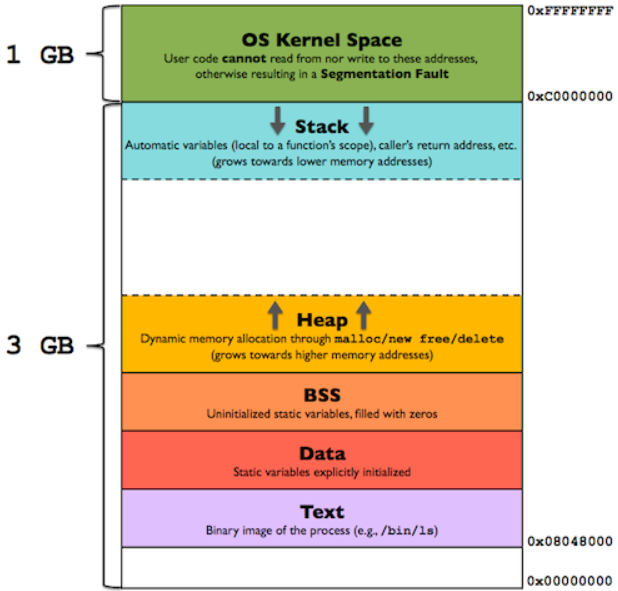 0xFFFFFFFF
1 GB
OS Kernel Space
User code cannot read from nor write to these addresses,
otherwise resulting in a Segmentation Fault
0xC0000000
Stack
Automatic variables (local to a function's scope), caller's return address, etc.
(grows towards lower memory addresses)
3 GB
Heap
Dynamic memory allocation through malloc/new free/delete
(grows towards higher memory addresses)
BSS
Uninitialized static variables, filled with zeros
Data
Static variables explicitly initialized
Text
Binary image of the process (e.g., /bin/ls)
0x08048000
0x00000000